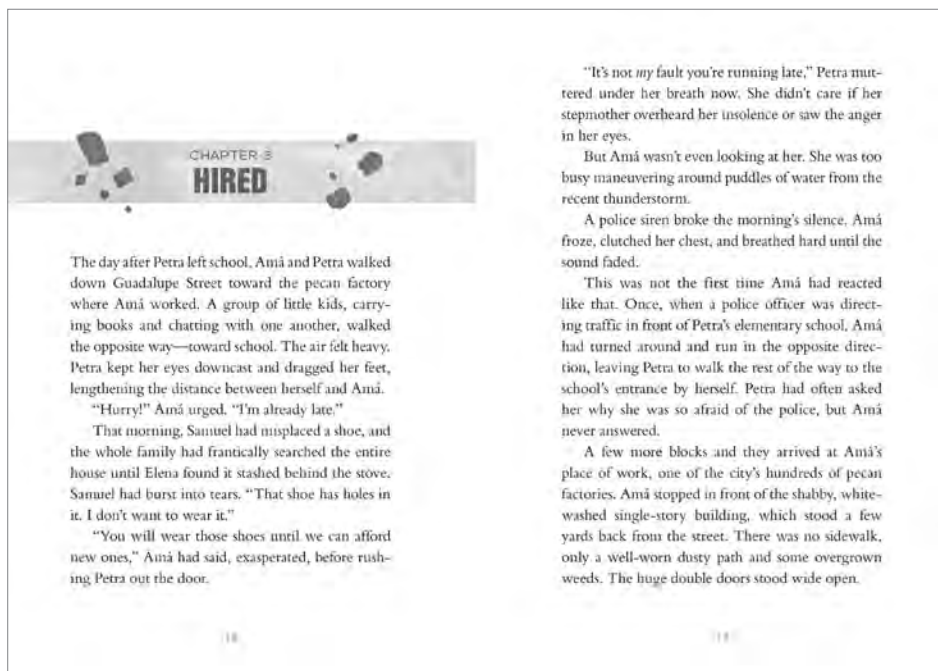 CHAPTER 3
HIRED
The day after Petra left school, Amá and Petra walked
down Guadalupe Street toward the pecan factory
where Amá worked. A group of little kids, carry-
ing books and chatting with one another, walked
the opposite way—toward school. The air felt heavy.
Petra kept her eyes downcast and dragged her feet,
lengthening the distance between herself and Amá.
"Hurry!" Amá urged. "I'm already late."
That morning, Samuel had misplaced a shoe, and
the whole family had frantically searched the entire
house until Elena found it stashed behind the stove.
Samuel had burst into tears. "That shoe has holes in
it. I don't want to wear it."
"You will wear those shoes until we can afford
new ones," Amá had said, exasperated, before rush-
ing Petra out the door.
18
"It's not my fault you're running late," Petra mut-
tered under her breath now. She didn't care if her
stepmother overheard her insolence or saw the anger
in her eyes.
But Amá wasn't even looking at her. She was too
busy maneuvering around puddles of water from the
recent thunderstorm.
A police siren broke the morning's silence. Amá
froze, clutched her chest, and breathed hard until the
sound faded.
This was not the first time Amá had reacted
like that. Once, when a police officer was direct-
ing traffic in front of Petra's elementary school, Amá
had turned around and run in the opposite direc-
tion, leaving Petra to walk the rest of the way to the
school's entrance by herself. Petra had often asked
her why she was so afraid of the police, but Amá
never answered.
A few more blocks and they arrived at Amá's
place of work, one of the city's hundreds of pecan
factories. Amá stopped in front of the shabby, white-
washed single-story building, which stood a few
yards back from the street. There was no sidewalk,
only a well-worn dusty path and some overgrown
weeds. The huge double doors stood wide open.
19